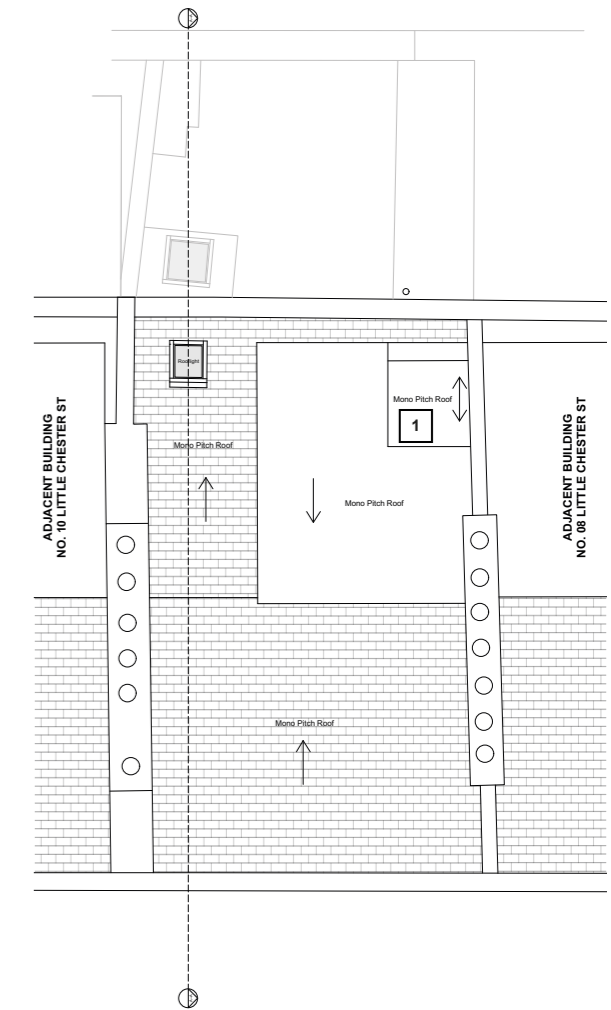 Rooflight
Mono Pitch Roof
1
Mono Pitch Roof
Mono Pitch Roof
ADJACENT BUILDING
NO. 10 LITTLE CHESTER ST
ADJACENT BUILDING
NO. 08 LITTLE CHESTER ST
Mono Pitch Roof